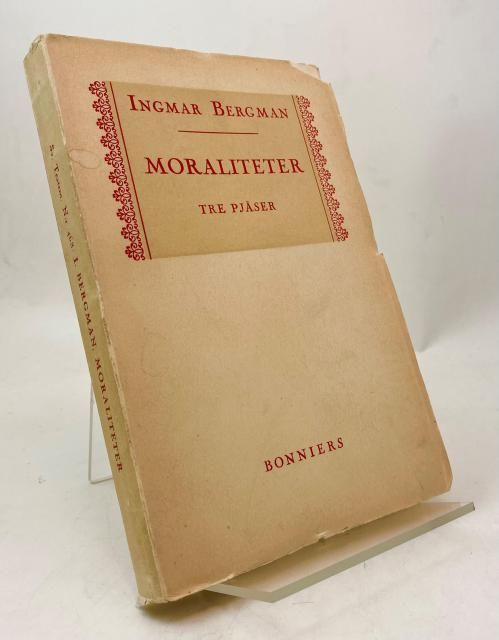 INGMAR BERGMAN
MORALITETER
TRE PJÄSER
BONNIERS
I. BERGMAN. MORALITETER